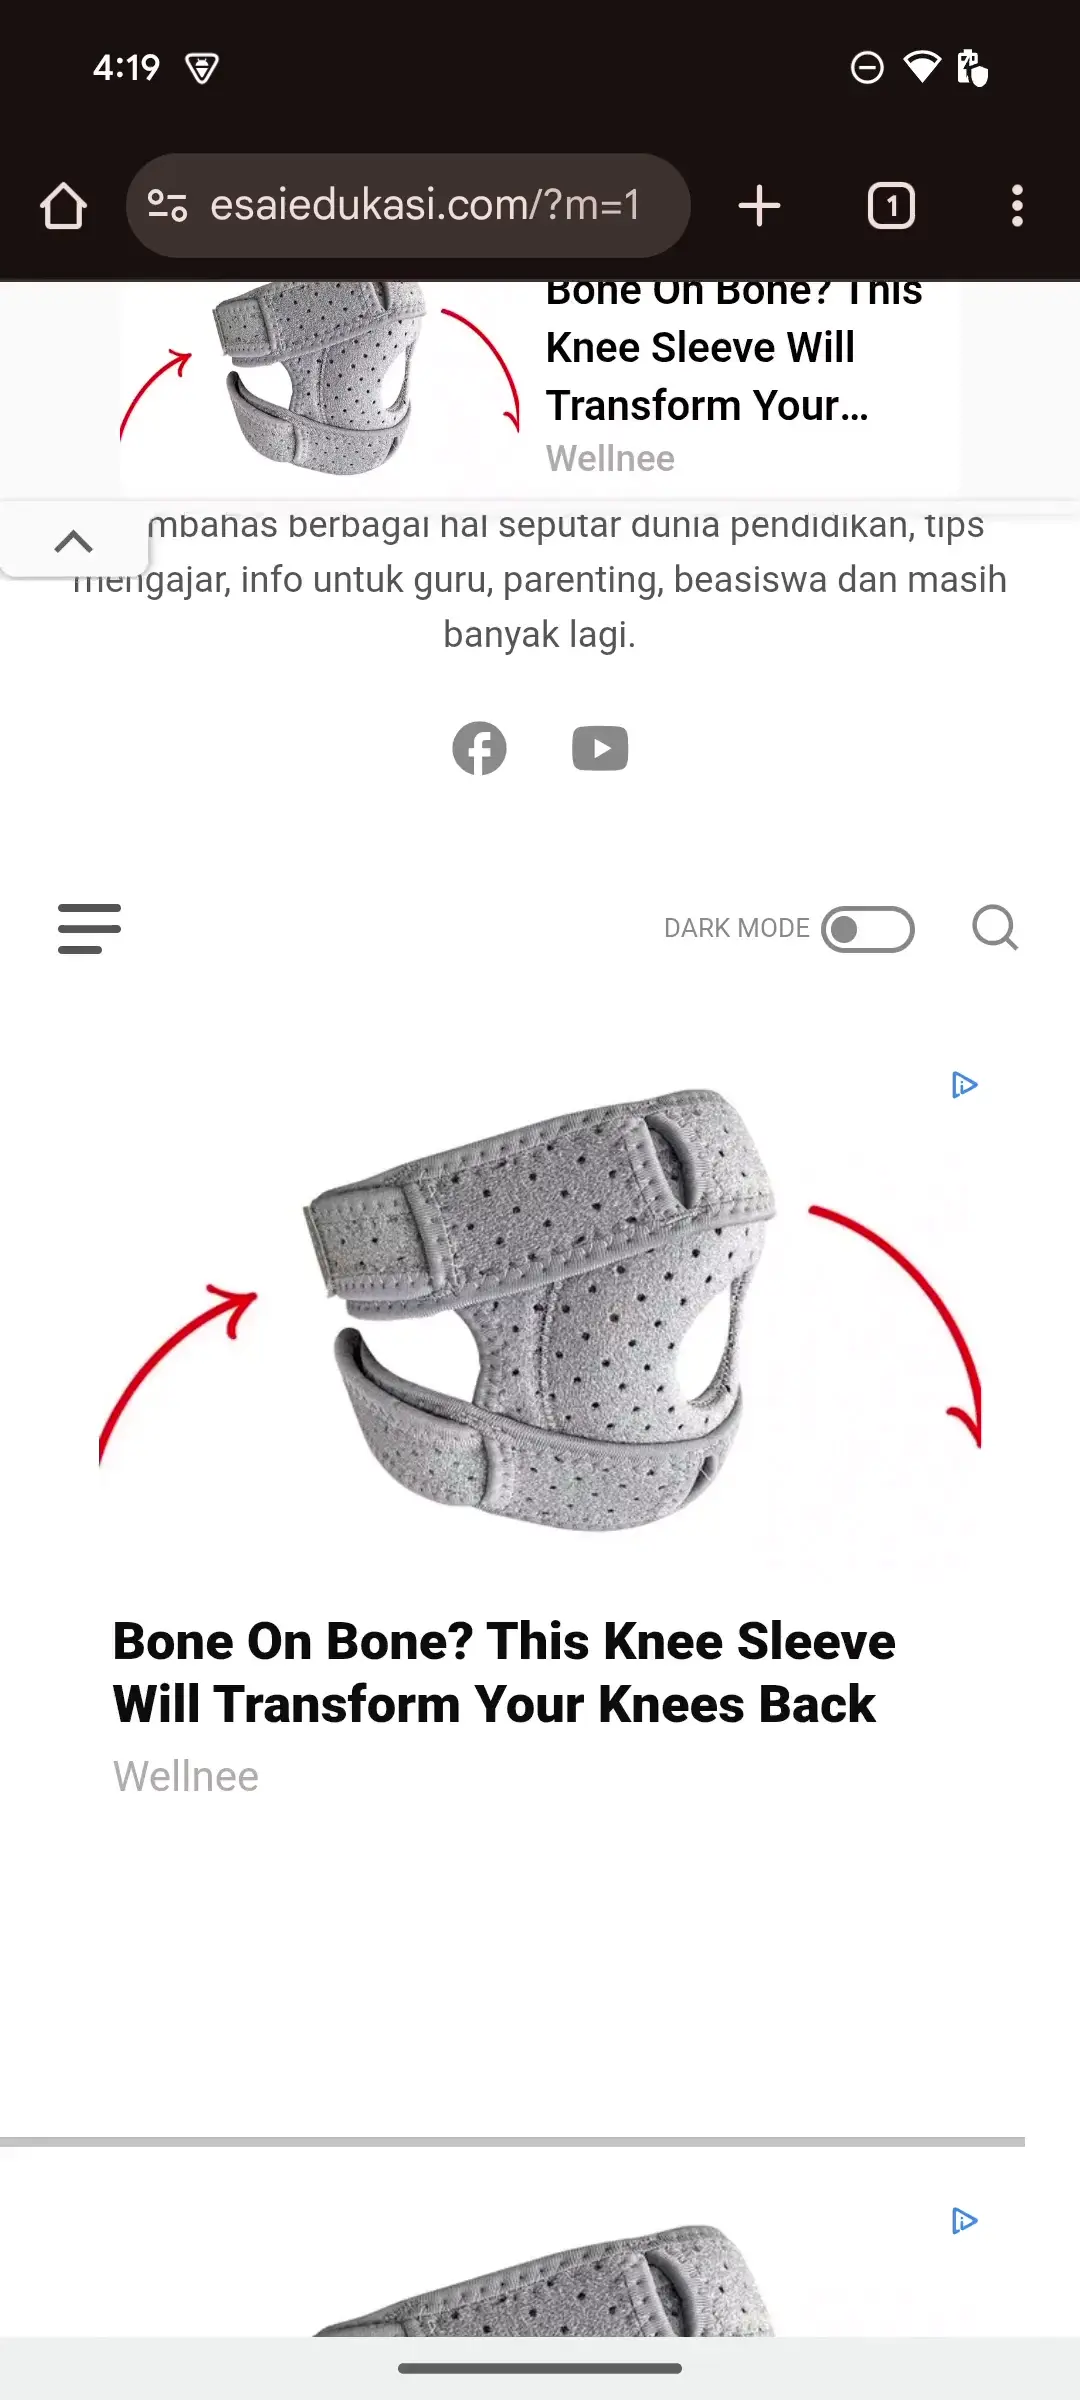 4:19
esaiedukasi.com/?m=1
1
Bone On Bone? This
Knee Sleeve Will
Transform Your...
Wellnee
mbahas berbagai hal seputar dunia pendidikan, tips
mengajar, info untuk guru, parenting, beasiswa dan masih
banyak lagi.
DARK MODE
Bone On Bone? This Knee Sleeve
Will Transform Your Knees Back
Wellnee